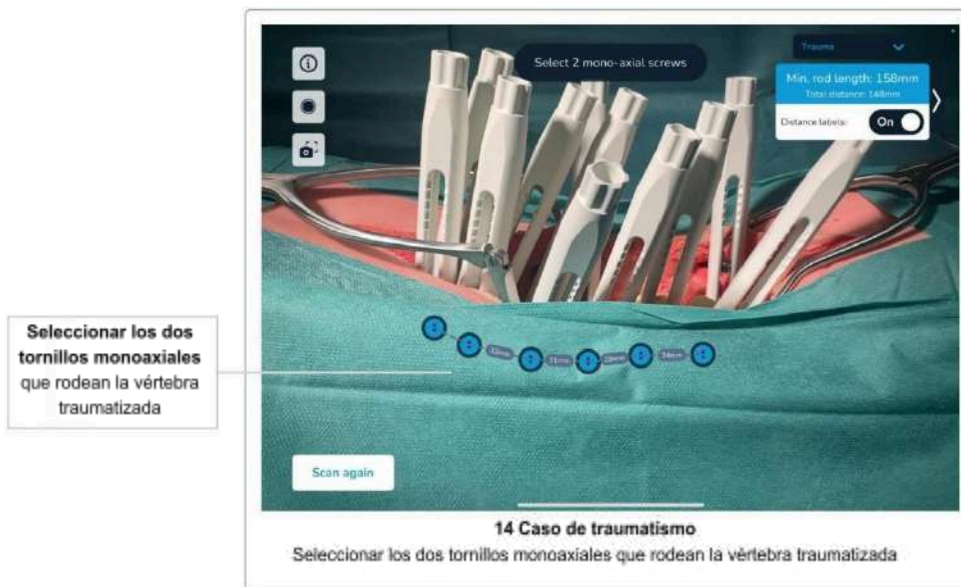 Select 2 mono-axial screws
Trauma
Min. rod length: 158mm
Total distance: 148mm
Distance labels: On
Seleccionar los dos
tornillos monoaxiales
que rodean la vértebra
traumatizada
Scan again
14 Caso de traumatismo
Seleccionar los dos tornillos monoaxiales que rodean la vértebra traumatizada